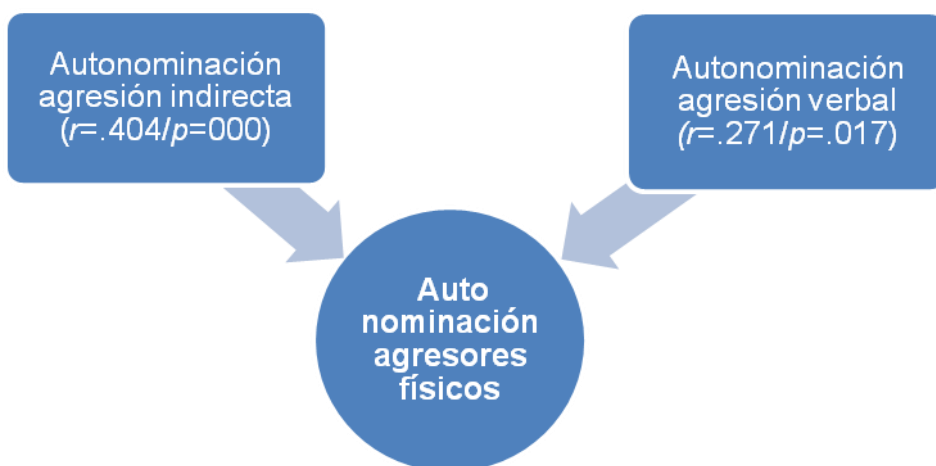 Autonominación
agresión indirecta
(r=.404/p=000)
Autonominación
agresión verbal
(r=.271/p=.017)
Auto
nominación
agresores
físicos